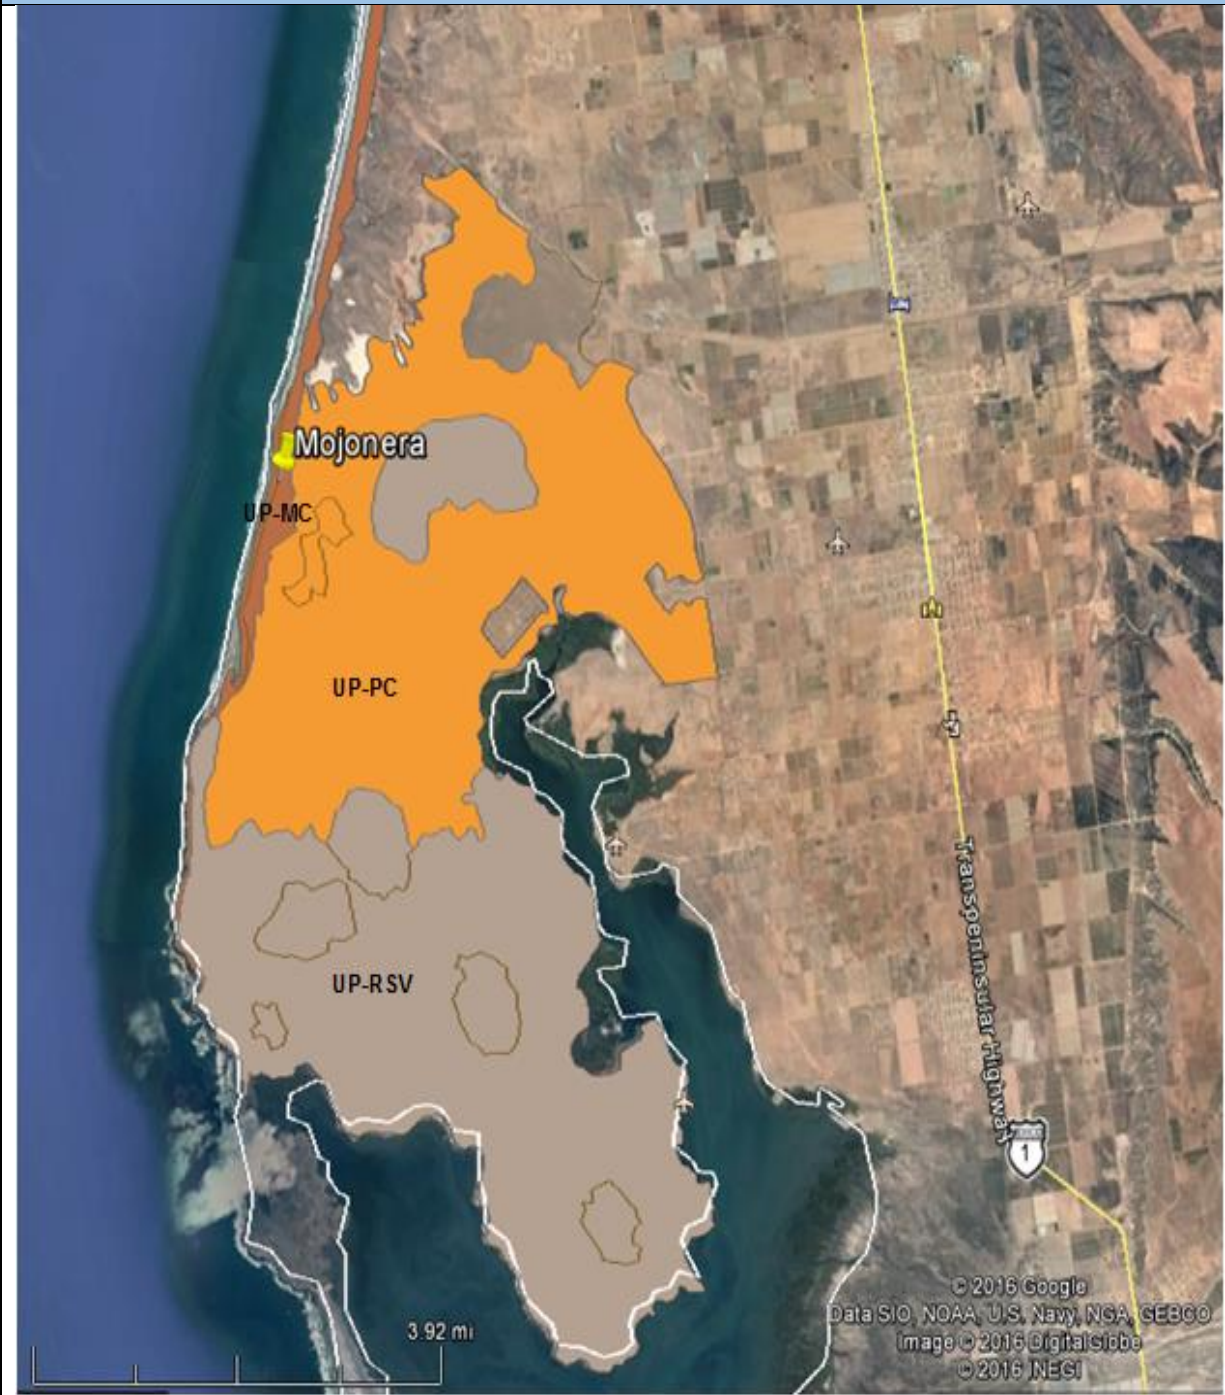 Mojonera
UP-MC
UP-PC
UP-RSV
Transpeninsular Highway
1
3.92 mi
© 2016 Google
Data SIO, NOAA, U.S. Navy, NGA, GEBCO
Image © 2016 DigitalGlobe
© 2016 INEGI